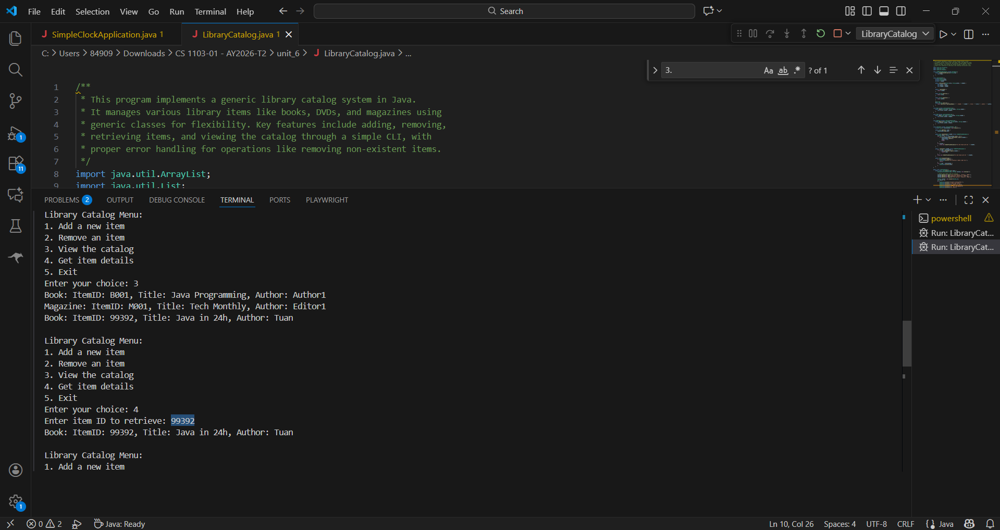 File Edit Selection View Go Run Terminal Help Search
SimpleClockApplication.java 1 LibraryCatalog.java 1 LibraryCatalog
C: > Users > 84909 > Downloads > CS 1103-01 - AY2026-T2 > unit_6 > LibraryCatalog.java > ...
3. Aa ab .* ? of 1
1 /**
2 * This program implements a generic library catalog system in Java.
3 * It manages various library items like books, DVDs, and magazines using
4 * generic classes for flexibility. Key features include adding, removing,
5 * retrieving items, and viewing the catalog through a simple CLI, with
6 * proper error handling for operations like removing non-existent items.
7 */
8 import java.util.ArrayList;
9 import java.util.List;
PROBLEMS 2 OUTPUT DEBUG CONSOLE TERMINAL PORTS PLAYWRIGHT
Library Catalog Menu:
1. Add a new item
2. Remove an item
3. View the catalog
4. Get item details
5. Exit
Enter your choice: 3
Book: ItemID: B001, Title: Java Programming, Author: Author1
Magazine: ItemID: M001, Title: Tech Monthly, Author: Editor1
Book: ItemID: 99392, Title: Java in 24h, Author: Tuan
Library Catalog Menu:
1. Add a new item
2. Remove an item
3. View the catalog
4. Get item details
5. Exit
Enter your choice: 4
Enter item ID to retrieve: 99392
Book: ItemID: 99392, Title: Java in 24h, Author: Tuan
Library Catalog Menu:
1. Add a new item
powershell
Run: LibraryCat...
Run: LibraryCat...
1
11
1
0 2 Java: Ready Ln 10, Col 26 Spaces: 4 UTF-8 CRLF {} Java